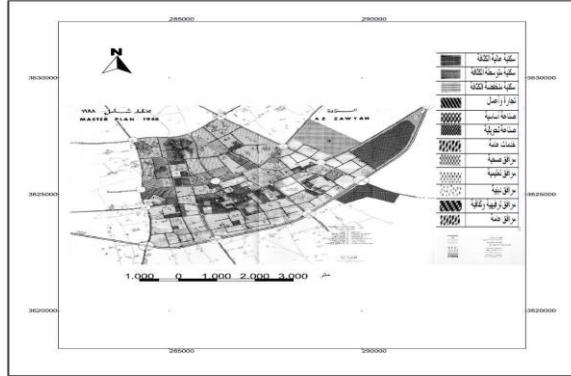 285000 290000
N
3630000 3630000
مخطط شامل ١٩٨٨ الزاوية
MASTER PLAN 1988 AZ ZAWYAH
سكنية عالية الكثافة
سكنية متوسطة الكثافة
سكنية منخفضة الكثافة
تجارة وأعمال
صناعة أساسية
صناعة تحويلية
خدمات عامة
مرافق صحية
مرافق تعليمية
مرافق دينية
مرافق ترفيهية وثقافية
مرافق عامة
3625000 3625000
1.000 0 1.000 2.000 3.000 متر
3620000 3620000
285000 290000